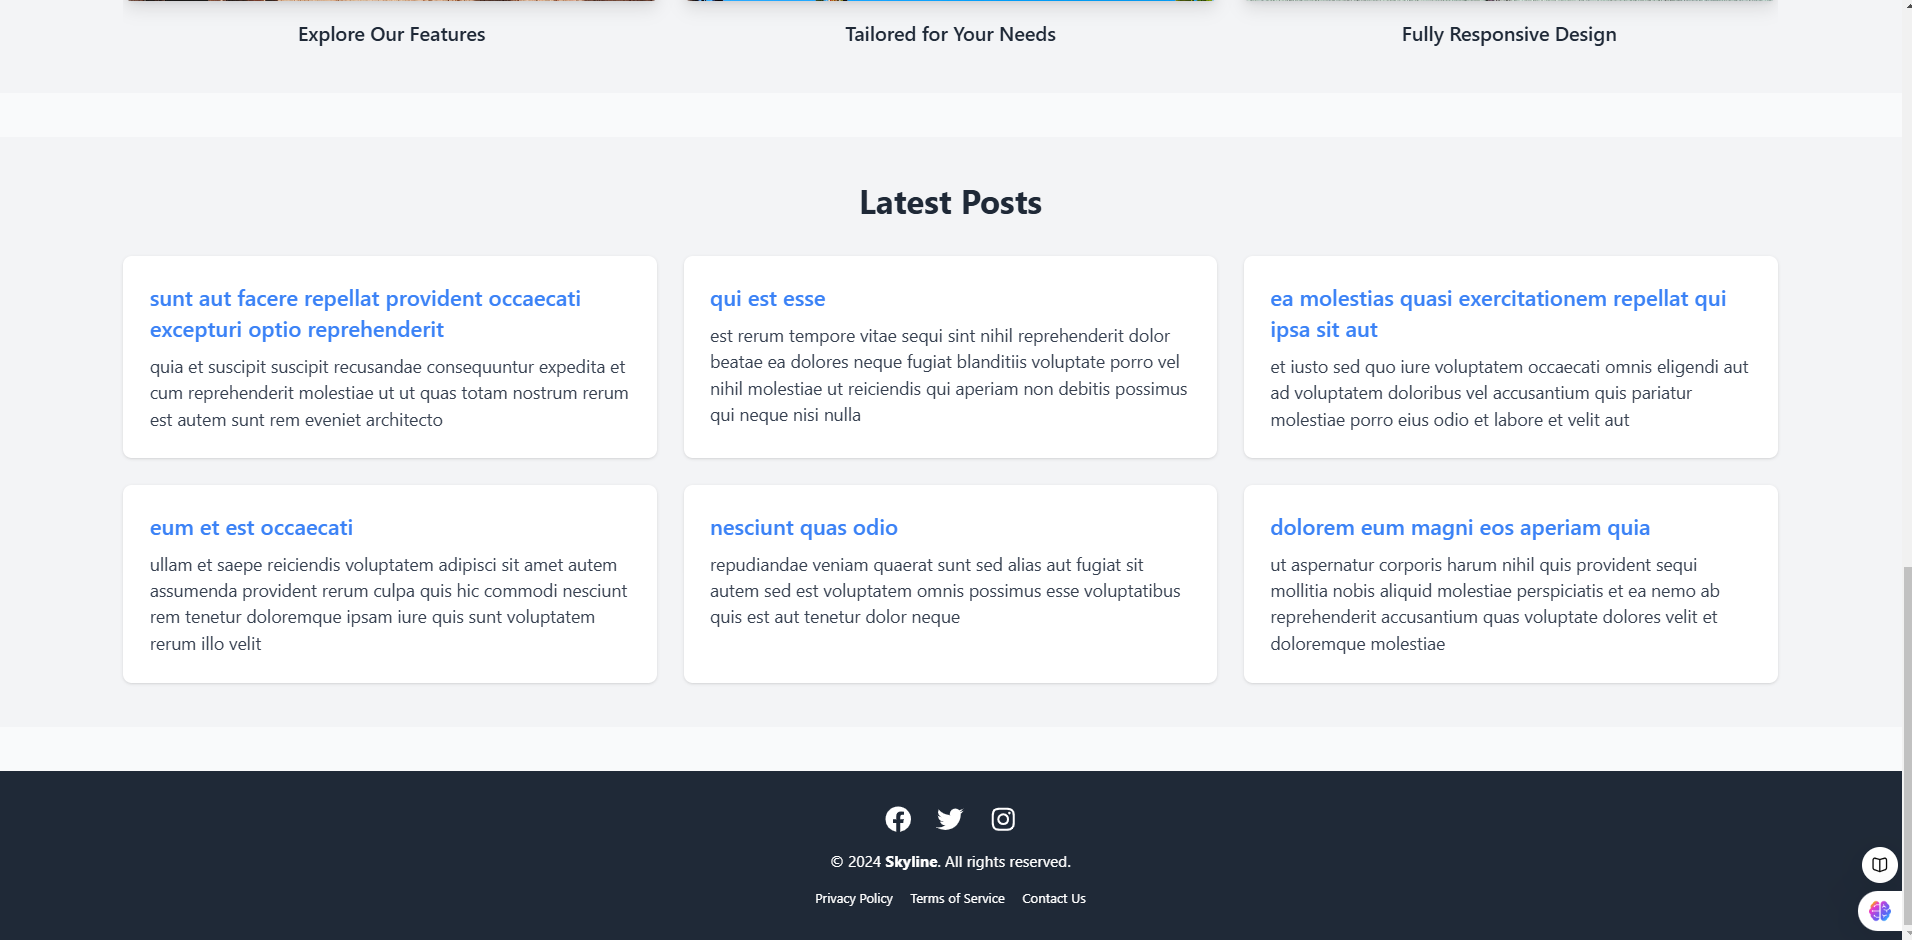 Explore Our Features
Tailored for Your Needs
Fully Responsive Design
Latest Posts
sunt aut facere repellat provident occaecati
excepturi optio reprehenderit
quia et suscipit suscipit recusandae consequuntur expedita et
cum reprehenderit molestiae ut ut quas totam nostrum rerum
est autem sunt rem eveniet architecto
qui est esse
est rerum tempore vitae sequi sint nihil reprehenderit dolor
beatae ea dolores neque fugiat blanditiis voluptate porro vel
nihil molestiae ut reiciendis qui aperiam non debitis possimus
qui neque nisi nulla
ea molestias quasi exercitationem repellat qui
ipsa sit aut
et iusto sed quo iure voluptatem occaecati omnis eligendi aut
ad voluptatem doloribus vel accusantium quis pariatur
molestiae porro eius odio et labore et velit aut
eum et est occaecati
ullam et saepe reiciendis voluptatem adipisci sit amet autem
assumenda provident rerum culpa quis hic commodi nesciunt
rem tenetur doloremque ipsam iure quis sunt voluptatem
rerum illo velit
nesciunt quas odio
repudiandae veniam quaerat sunt sed alias aut fugiat sit
autem sed est voluptatem omnis possimus esse voluptatibus
quis est aut tenetur dolor neque
dolorem eum magni eos aperiam quia
ut aspernatur corporis harum nihil quis provident sequi
mollitia nobis aliquid molestiae perspiciatis et ea nemo ab
reprehenderit accusantium quas voluptate dolores velit et
doloremque molestiae
© 2024 Skyline. All rights reserved.
Privacy Policy
Terms of Service
Contact Us